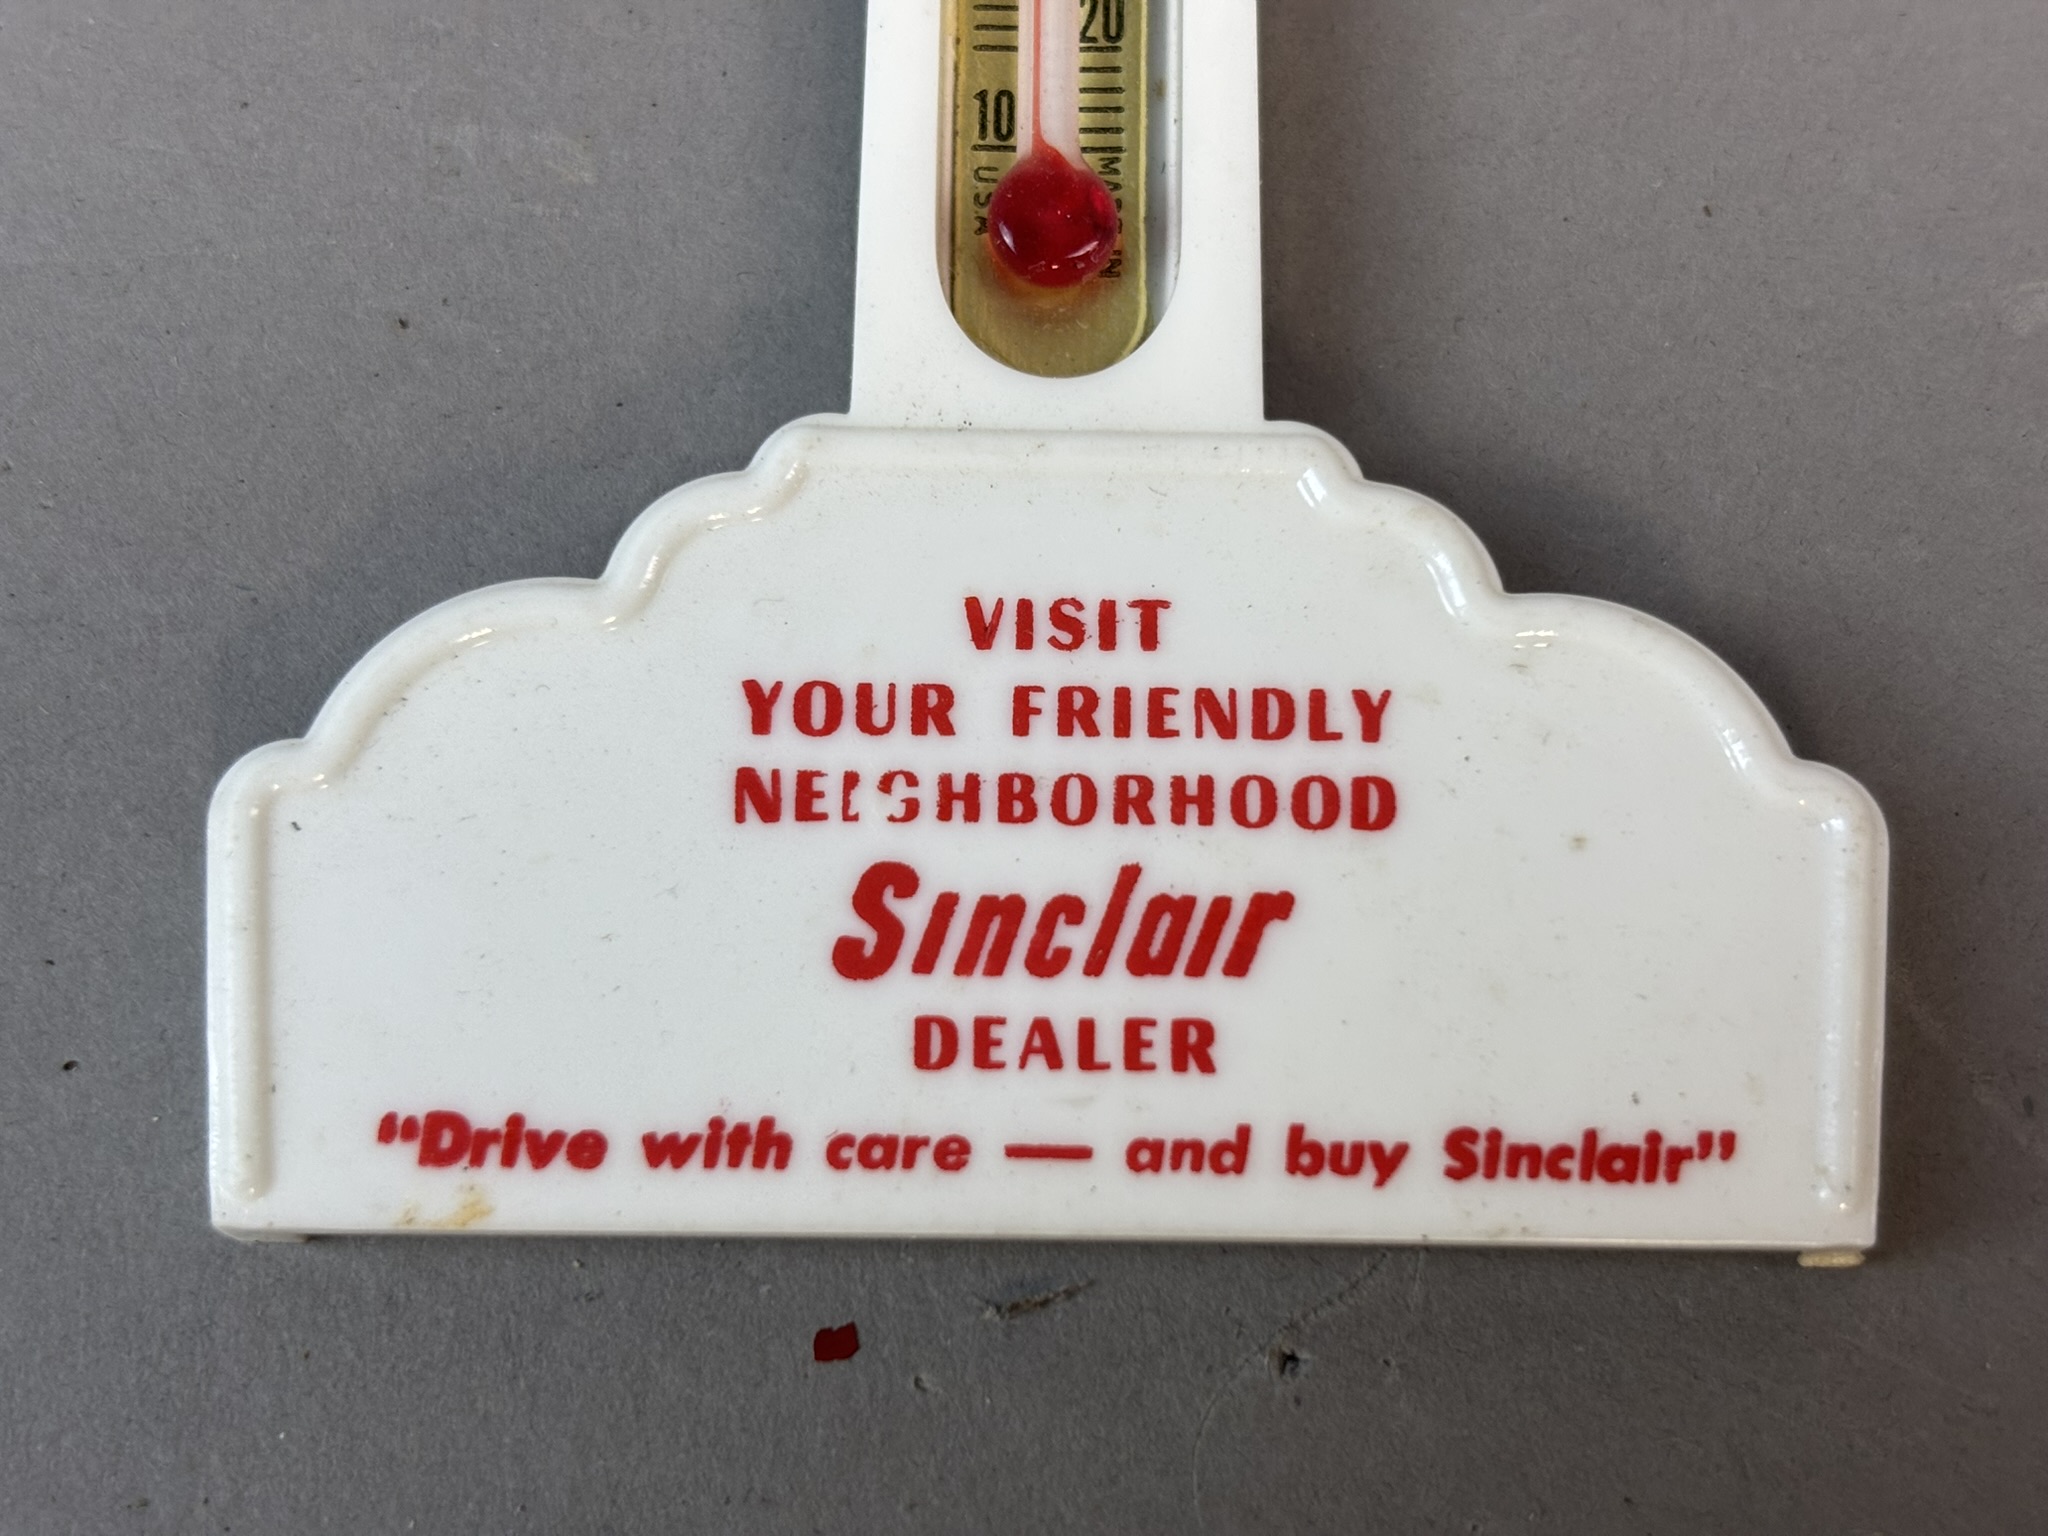 20
10
U.S.A
VISIT
YOUR FRIENDLY
NEIGHBORHOOD
Sinclair
DEALER
“Drive with care — and buy Sinclair”